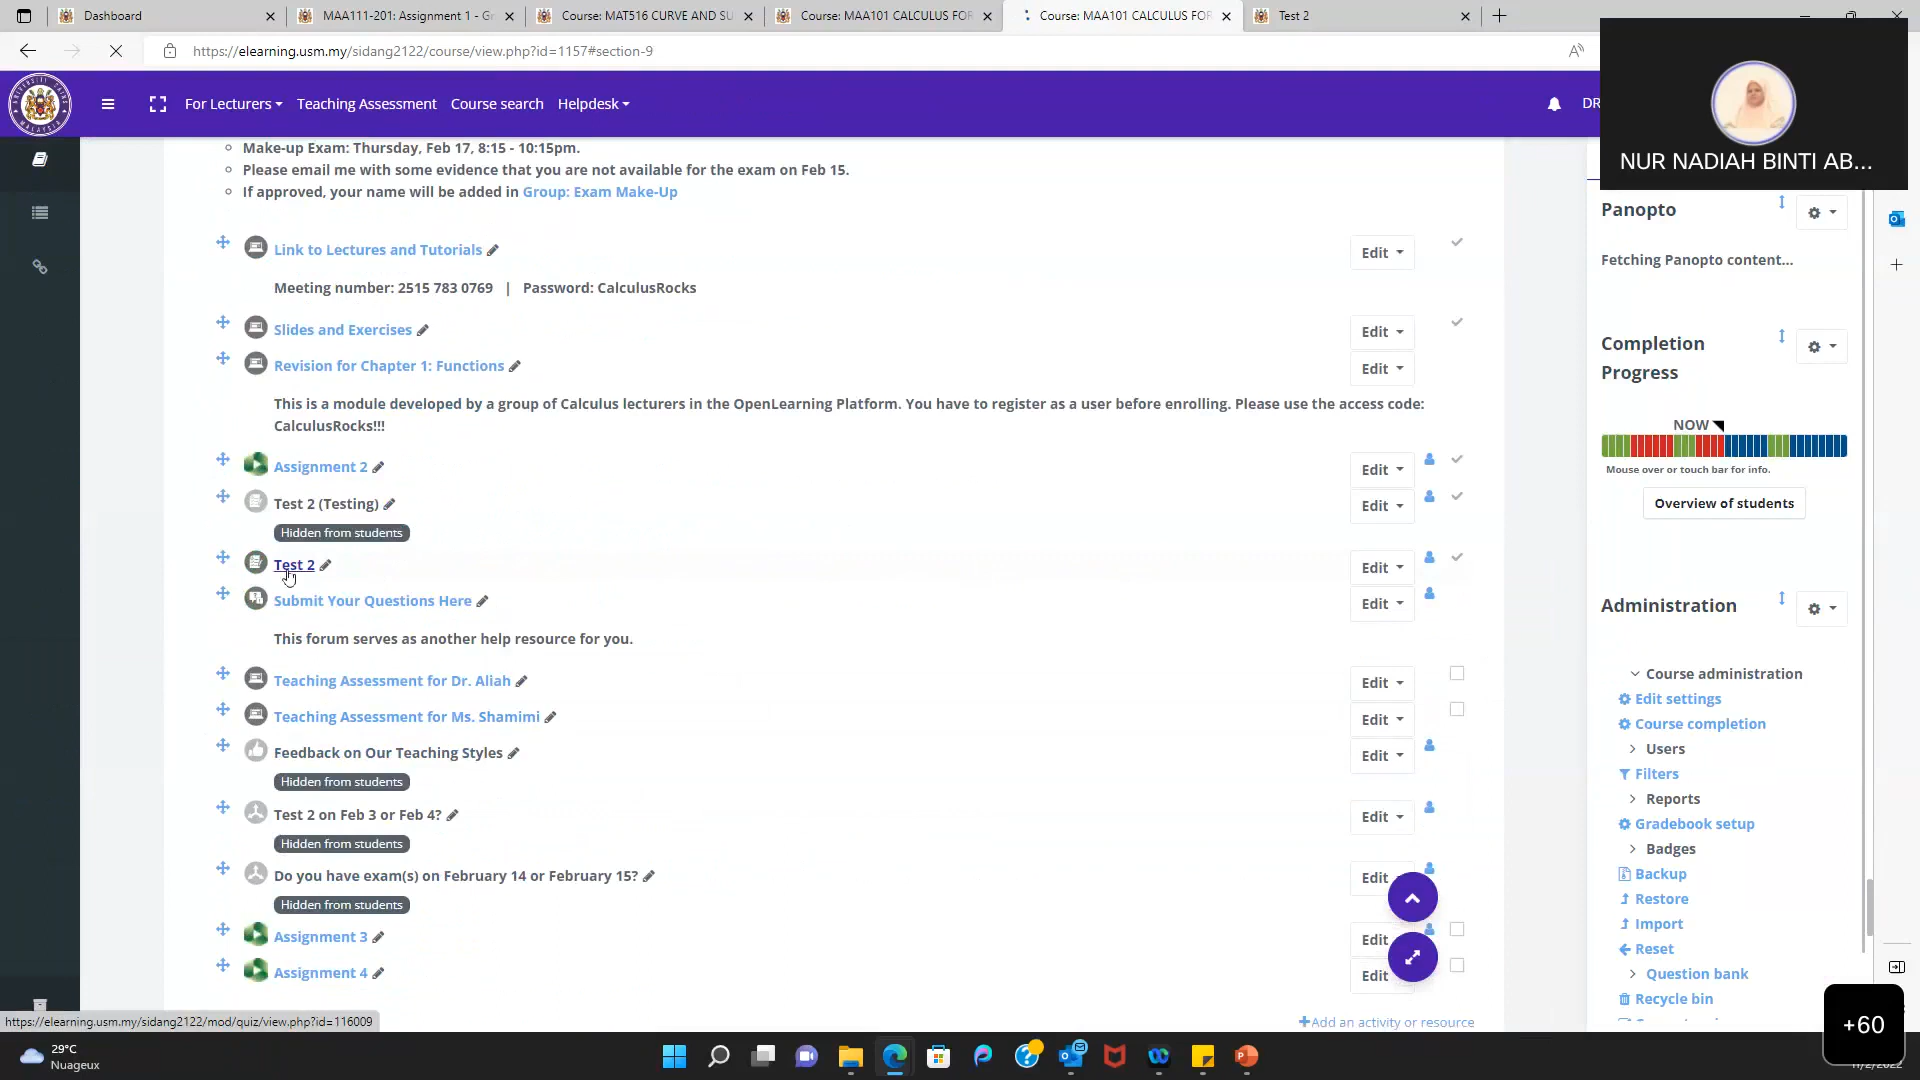 Dashboard
MAA111-201: Assignment 1 - Gr
Course: MAT516 CURVE AND SU
Course: MAA101 CALCULUS FOR
Course: MAA101 CALCULUS FOR
Test 2
https://elearning.usm.my/sidang2122/course/view.php?id=1157#section-9
For Lecturers
Teaching Assessment
Course search
Helpdesk
DR
NUR NADIAH BINTI AB...
Make-up Exam: Thursday, Feb 17, 8:15 - 10:15pm.
Please email me with some evidence that you are not available for the exam on Feb 15.
If approved, your name will be added in Group: Exam Make-Up
Link to Lectures and Tutorials
Edit
Meeting number: 2515 783 0769 | Password: CalculusRocks
Slides and Exercises
Edit
Revision for Chapter 1: Functions
Edit
This is a module developed by a group of Calculus lecturers in the OpenLearning Platform. You have to register as a user before enrolling. Please use the access code:
CalculusRocks!!!
Assignment 2
Edit
Test 2 (Testing)
Edit
Hidden from students
Test 2
Edit
Submit Your Questions Here
Edit
This forum serves as another help resource for you.
Teaching Assessment for Dr. Aliah
Edit
Teaching Assessment for Ms. Shamimi
Edit
Feedback on Our Teaching Styles
Edit
Hidden from students
Test 2 on Feb 3 or Feb 4?
Edit
Hidden from students
Do you have exam(s) on February 14 or February 15?
Edit
Hidden from students
Assignment 3
Edit
Assignment 4
Edit
Add an activity or resource
Panopto
Fetching Panopto content...
Completion
Progress
NOW
Mouse over or touch bar for info.
Overview of students
Administration
Course administration
Edit settings
Course completion
Users
Filters
Reports
Gradebook setup
Badges
Backup
Restore
Import
Reset
Question bank
Recycle bin
https://elearning.usm.my/sidang2122/mod/quiz/view.php?id=116009
+60
29°C
Nuageux